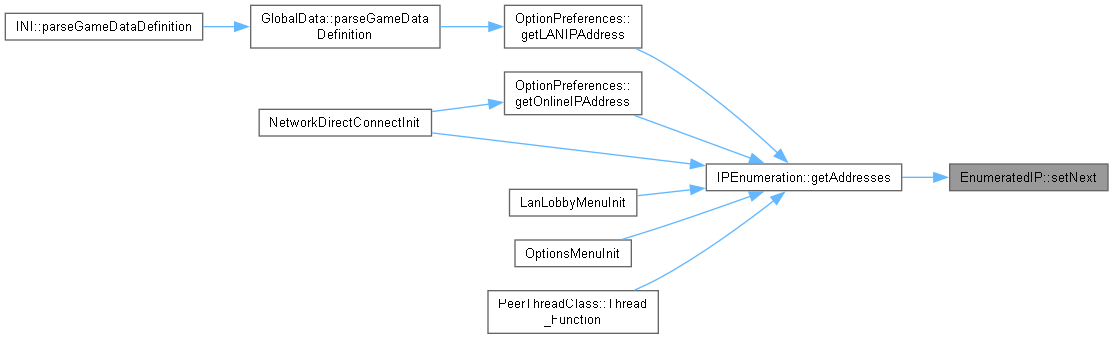 INI::parseGameDataDefinition
GlobalData::parseGameData
Definition
OptionPreferences::
getLANIPAddress
OptionPreferences::
getOnlineIPAddress
NetworkDirectConnectInit
IPEnumeration::getAddresses
EnumeratedIP::setNext
LanLobbyMenuInit
OptionsMenuInit
PeerThreadClass::Thread
_Function